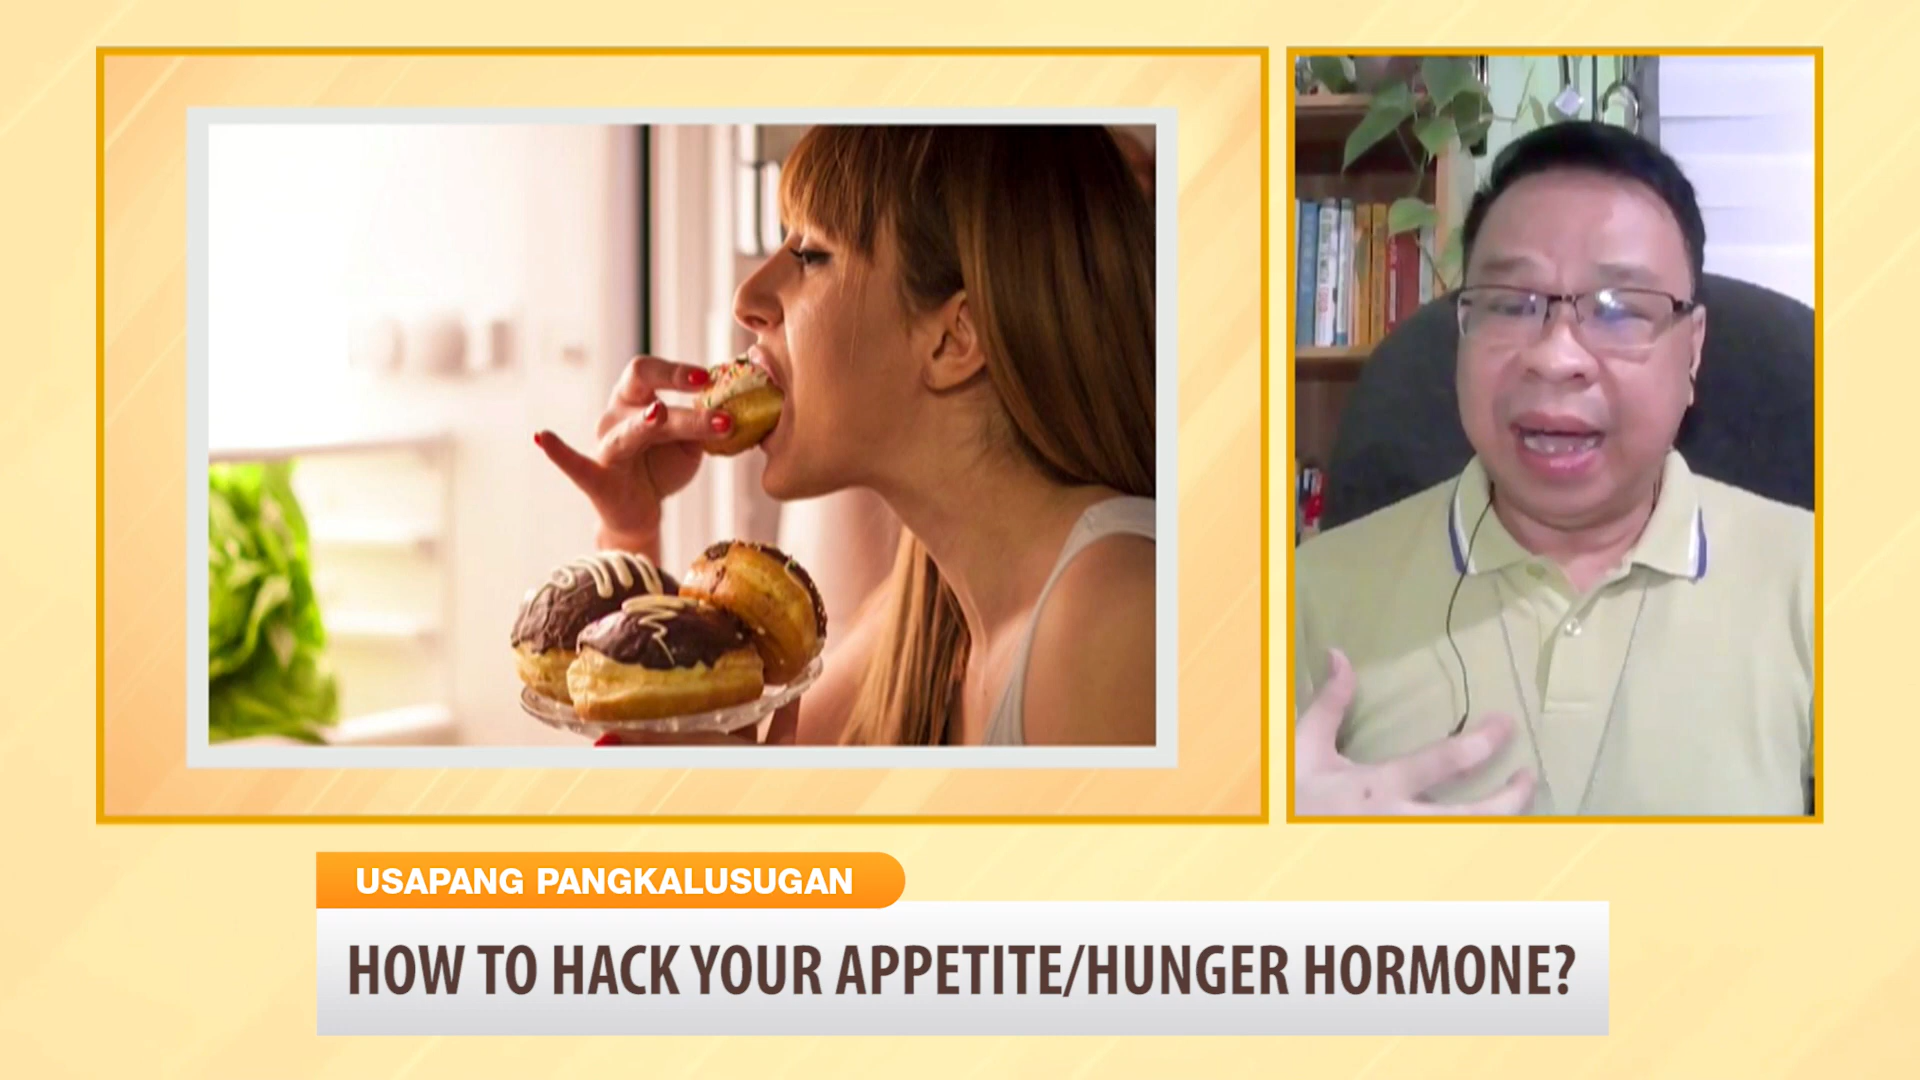 USAPANG PANGKALUSUGAN
HOW TO HACK YOUR APPETITE/HUNGER HORMONE?